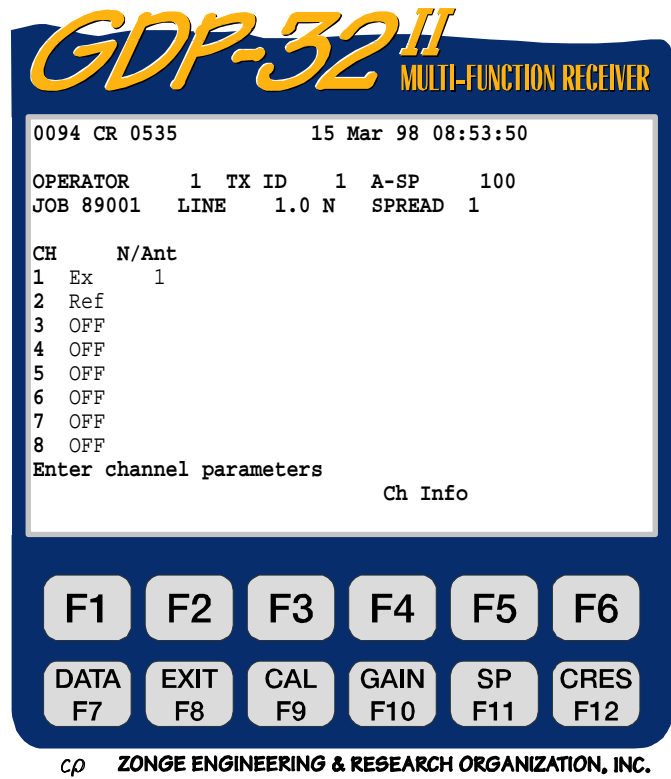 GDP-32 II
MULTI-FUNCTION RECEIVER
0094 CR 0535 15 Mar 98 08:53:50
OPERATOR 1 TX ID 1 A-SP 100
JOB 89001 LINE 1.0 N SPREAD 1
CH N/Ant
1 Ex 1
2 Ref
3 OFF
4 OFF
5 OFF
6 OFF
7 OFF
8 OFF
Enter channel parameters
Ch Info
F1 F2 F3 F4 F5 F6
DATA EXIT CAL GAIN SP CRES
F7 F8 F9 F10 F11 F12
cρ ZONGE ENGINEERING & RESEARCH ORGANIZATION, INC.